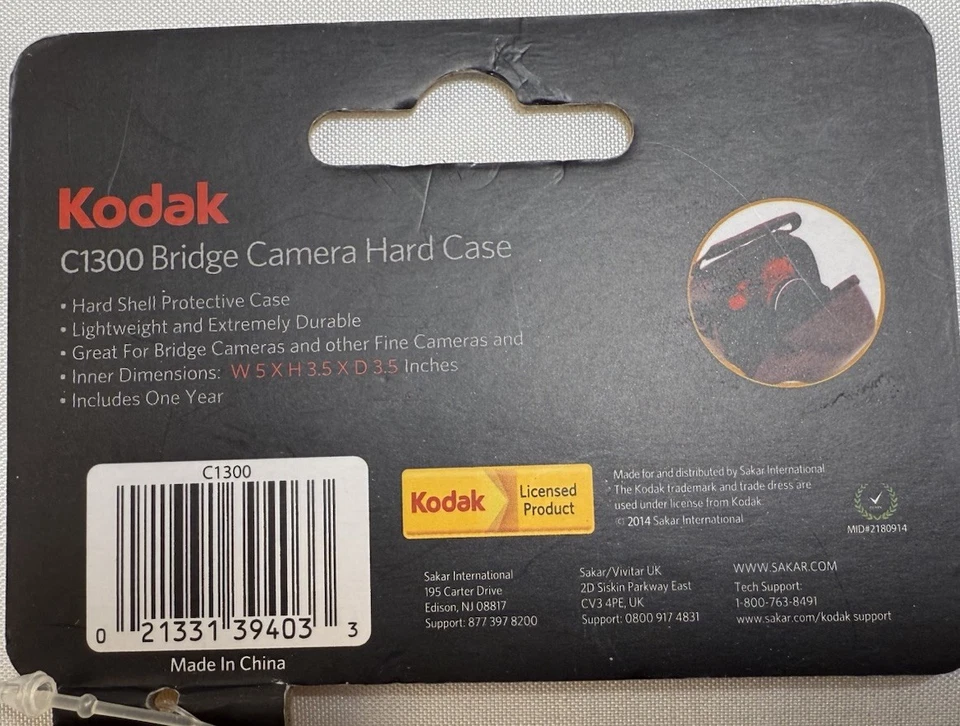 Kodak
C1300 Bridge Camera Hard Case
• Hard Shell Protective Case
• Lightweight and Extremely Durable
• Great For Bridge Cameras and other Fine Cameras and
• Inner Dimensions: W 5 X H 3.5 X D 3.5 Inches
• Includes One Year
C1300
0 21331 39403 3
Made In China
Kodak
Licensed
Product
Made for and distributed by Sakar International
The Kodak trademark and trade dress are
used under license from Kodak.
© 2014 Sakar International
MID#2180914
Sakar International
195 Carter Drive
Edison, NJ 08817
Support: 877 397 8200
Sakar/Vivitar UK
2D Siskin Parkway East
CV3 4PE, UK
Support: 0800 917 4831
WWW.SAKAR.COM
Tech Support:
1-800-763-8491
www.sakar.com/kodak support